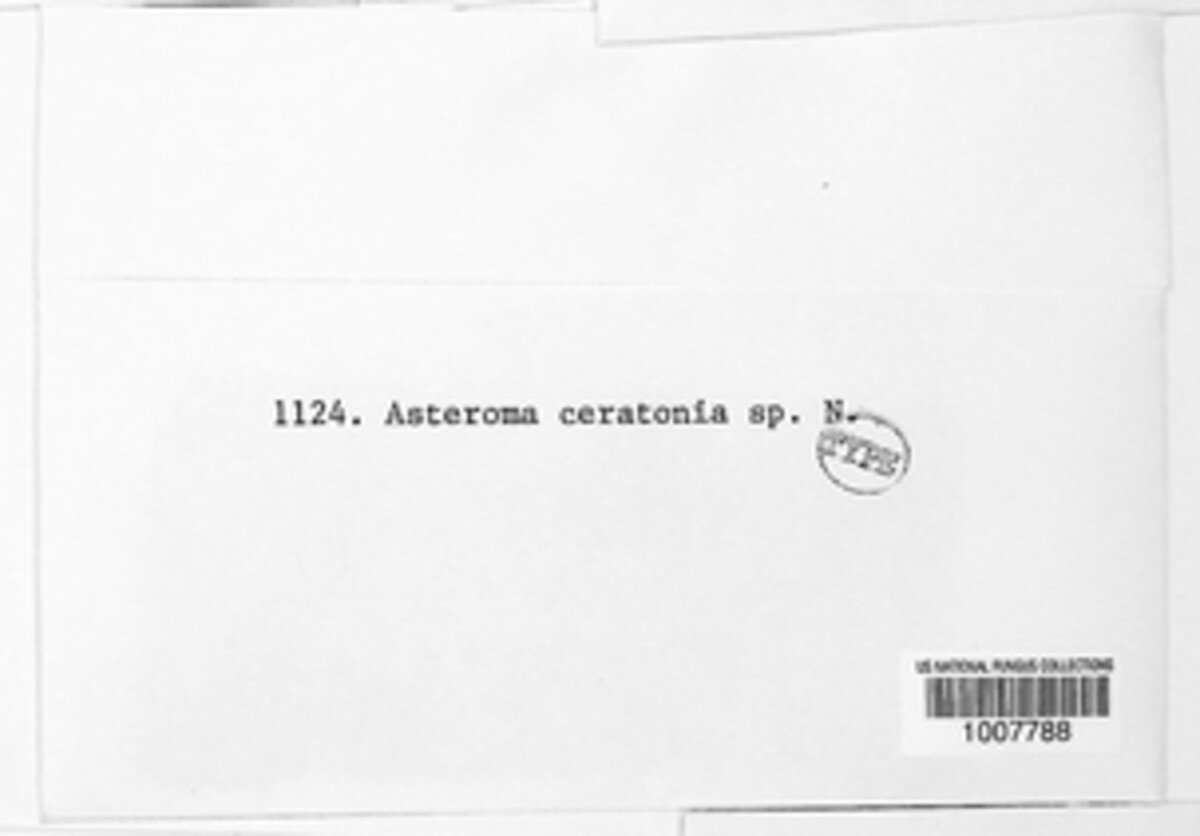 1124. Asteroma ceratonia sp. N.
TYPE
US NATIONAL FUNGUS COLLECTIONS
1007788